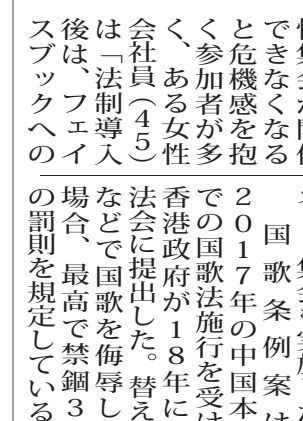 できなくなる
と危機感を抱
く参加者が多
く、ある女性
会社員（45）
は「法制導入
後は、フェイ
スブックへの
国歌条例案は
2017年の中国本
での国歌法施行を受け
香港政府が18年に
法会に提出した。替え
などで国歌を侮辱し
場合、最高で禁錮3
の罰則を規定している